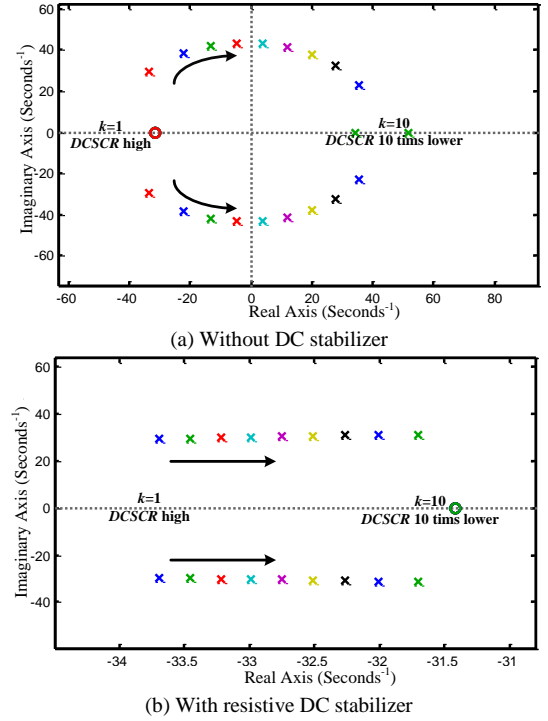 60
40
20
0
-20
-40
-60
Imaginary Axis (Seconds-1)
k=1
DCSCR high
k=10
DCSCR 10 tims lower
-60
-40
-20
0
20
40
60
80
Real Axis (Seconds-1)
(a) Without DC stabilizer
60
40
20
0
-20
-40
Imaginary Axis (Seconds-1)
k=1
DCSCR high
k=10
DCSCR 10 tims lower
-34
-33.5
-33
-32.5
-32
-31.5
-31
Real Axis (Seconds-1)
(b) With resistive DC stabilizer